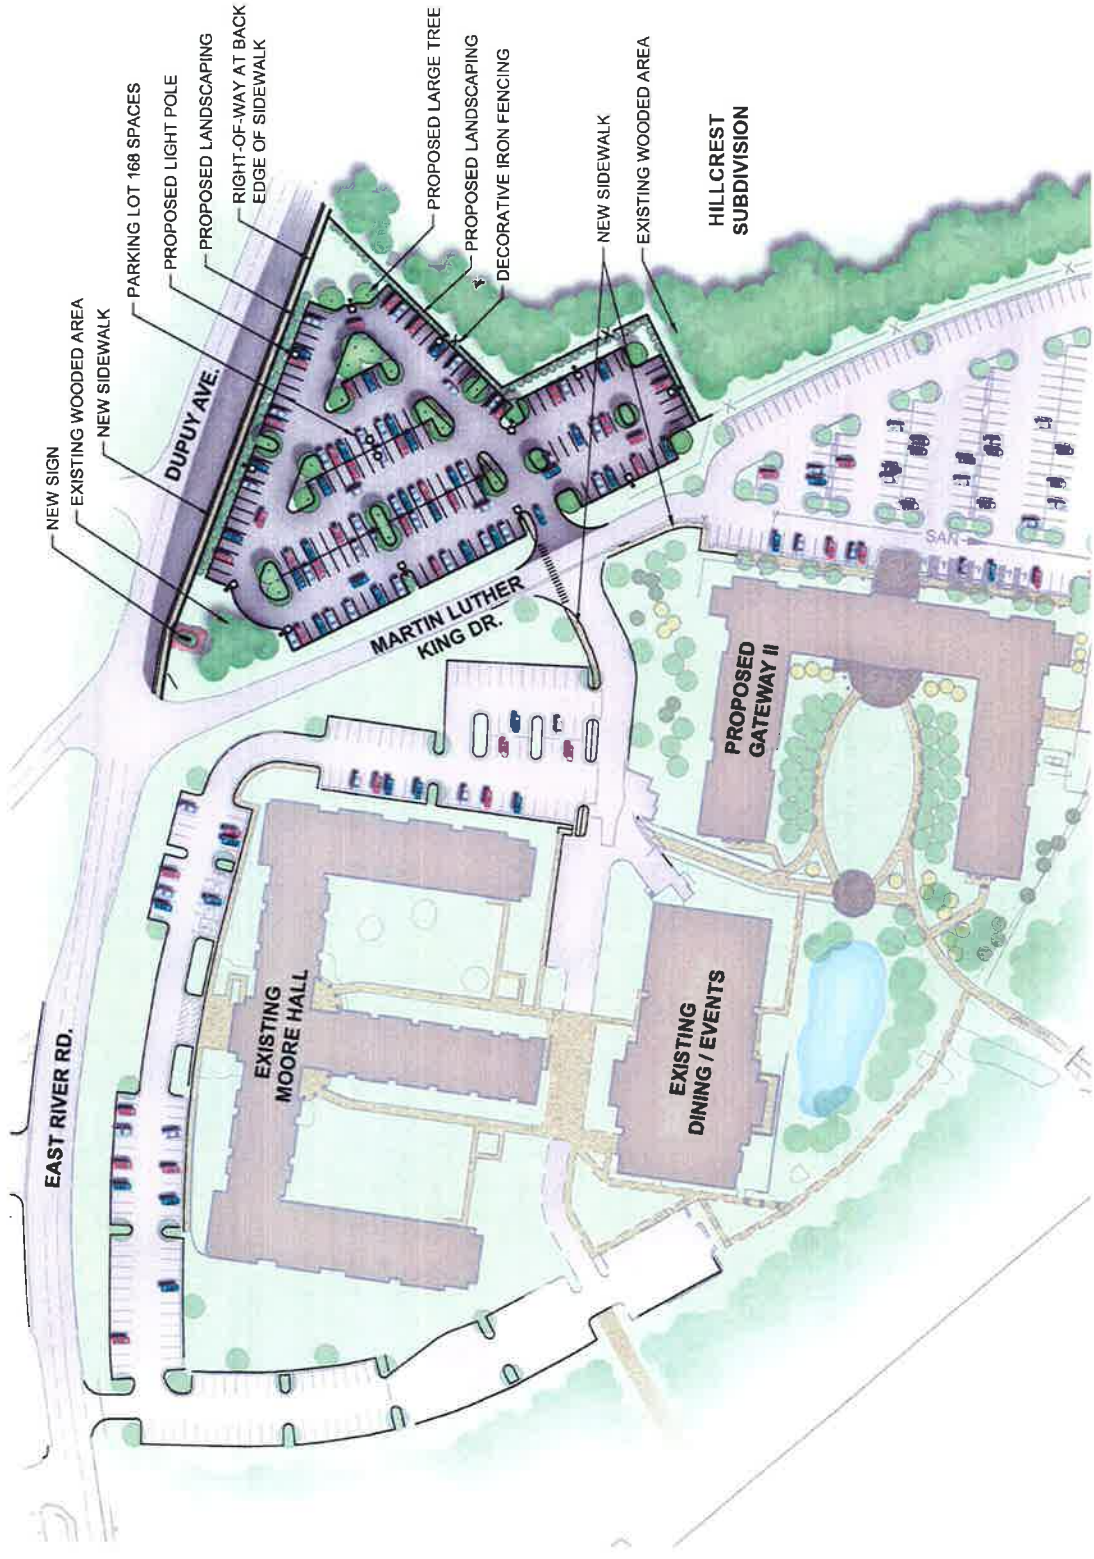 NEW SIGN
EXISTING WOODED AREA
NEW SIDEWALK
PARKING LOT 168 SPACES
PROPOSED LIGHT POLE
PROPOSED LANDSCAPING
RIGHT-OF-WAY AT BACK
EDGE OF SIDEWALK
PROPOSED LARGE TREE
PROPOSED LANDSCAPING
DECORATIVE IRON FENCING
NEW SIDEWALK
EXISTING WOODED AREA
HILLCREST
SUBDIVISION
DUPUY AVE.
MARTIN LUTHER
KING DR.
SAN
PROPOSED
GATEWAY II
EAST RIVER RD.
EXISTING
MOORE HALL
EXISTING
DINING / EVENTS